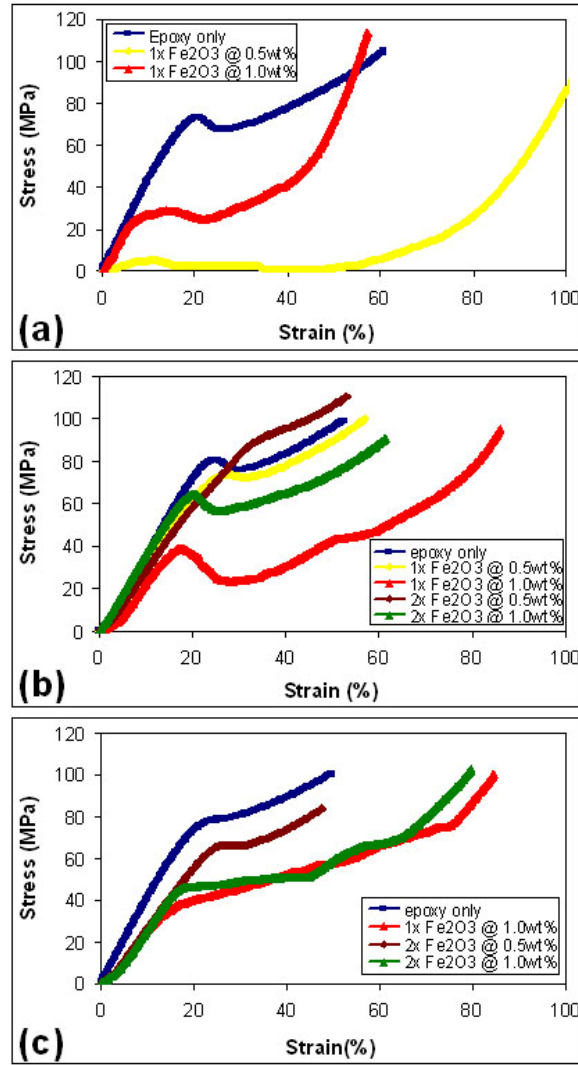 120
100
80
60
40
20
0
Stress (MPa)
Epoxy only
1x Fe2O3 @ 0.5wt%
1x Fe2O3 @ 1.0wt%
0 20 40 60 80 100
Strain (%)
(a)
120
100
80
60
40
20
0
Stress (MPa)
epoxy only
1x Fe2O3 @ 0.5wt%
1x Fe2O3 @ 1.0wt%
2x Fe2O3 @ 0.5wt%
2x Fe2O3 @ 1.0wt%
0 20 40 60 80 100
Strain (%)
(b)
120
100
80
60
40
20
0
Stress (MPa)
epoxy only
1x Fe2O3 @ 1.0wt%
2x Fe2O3 @ 0.5wt%
2x Fe2O3 @ 1.0wt%
0 20 40 60 80 100
Strain(%)
(c)